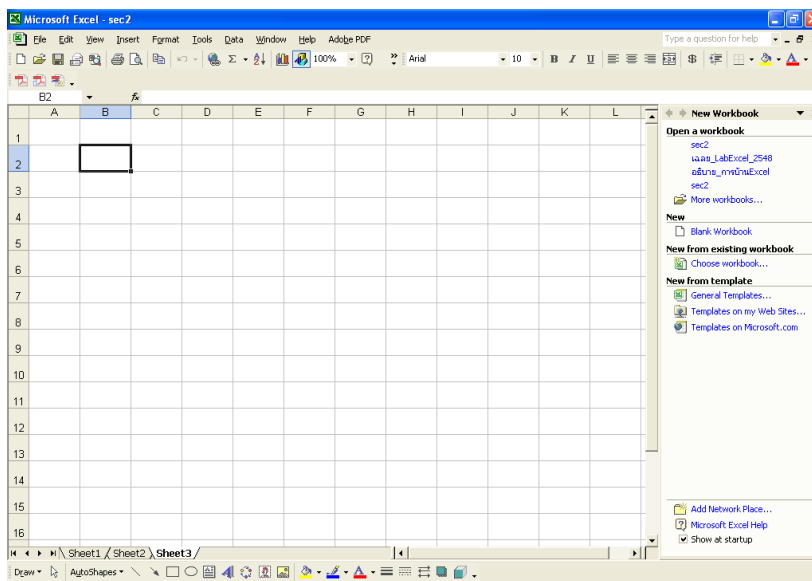 Microsoft Excel - sec2
File Edit View Insert Format Tools Data Window Help Adobe PDF Type a question for help
100% Arial 10 B I U $
B2 fx
A B C D E F G H I J K L
1
2
3
4
5
6
7
8
9
10
11
12
13
14
15
16
New Workbook
Open a workbook
sec2
เฉลย_LabExcel_2548
อธิบาย_การบ้านExcel
sec2
More workbooks...
New
Blank Workbook
New from existing workbook
Choose workbook...
New from template
General Templates...
Templates on my Web Sites...
Templates on Microsoft.com
Add Network Place...
Microsoft Excel Help
Show at startup
Sheet1 Sheet2 Sheet3
Draw AutoShapes